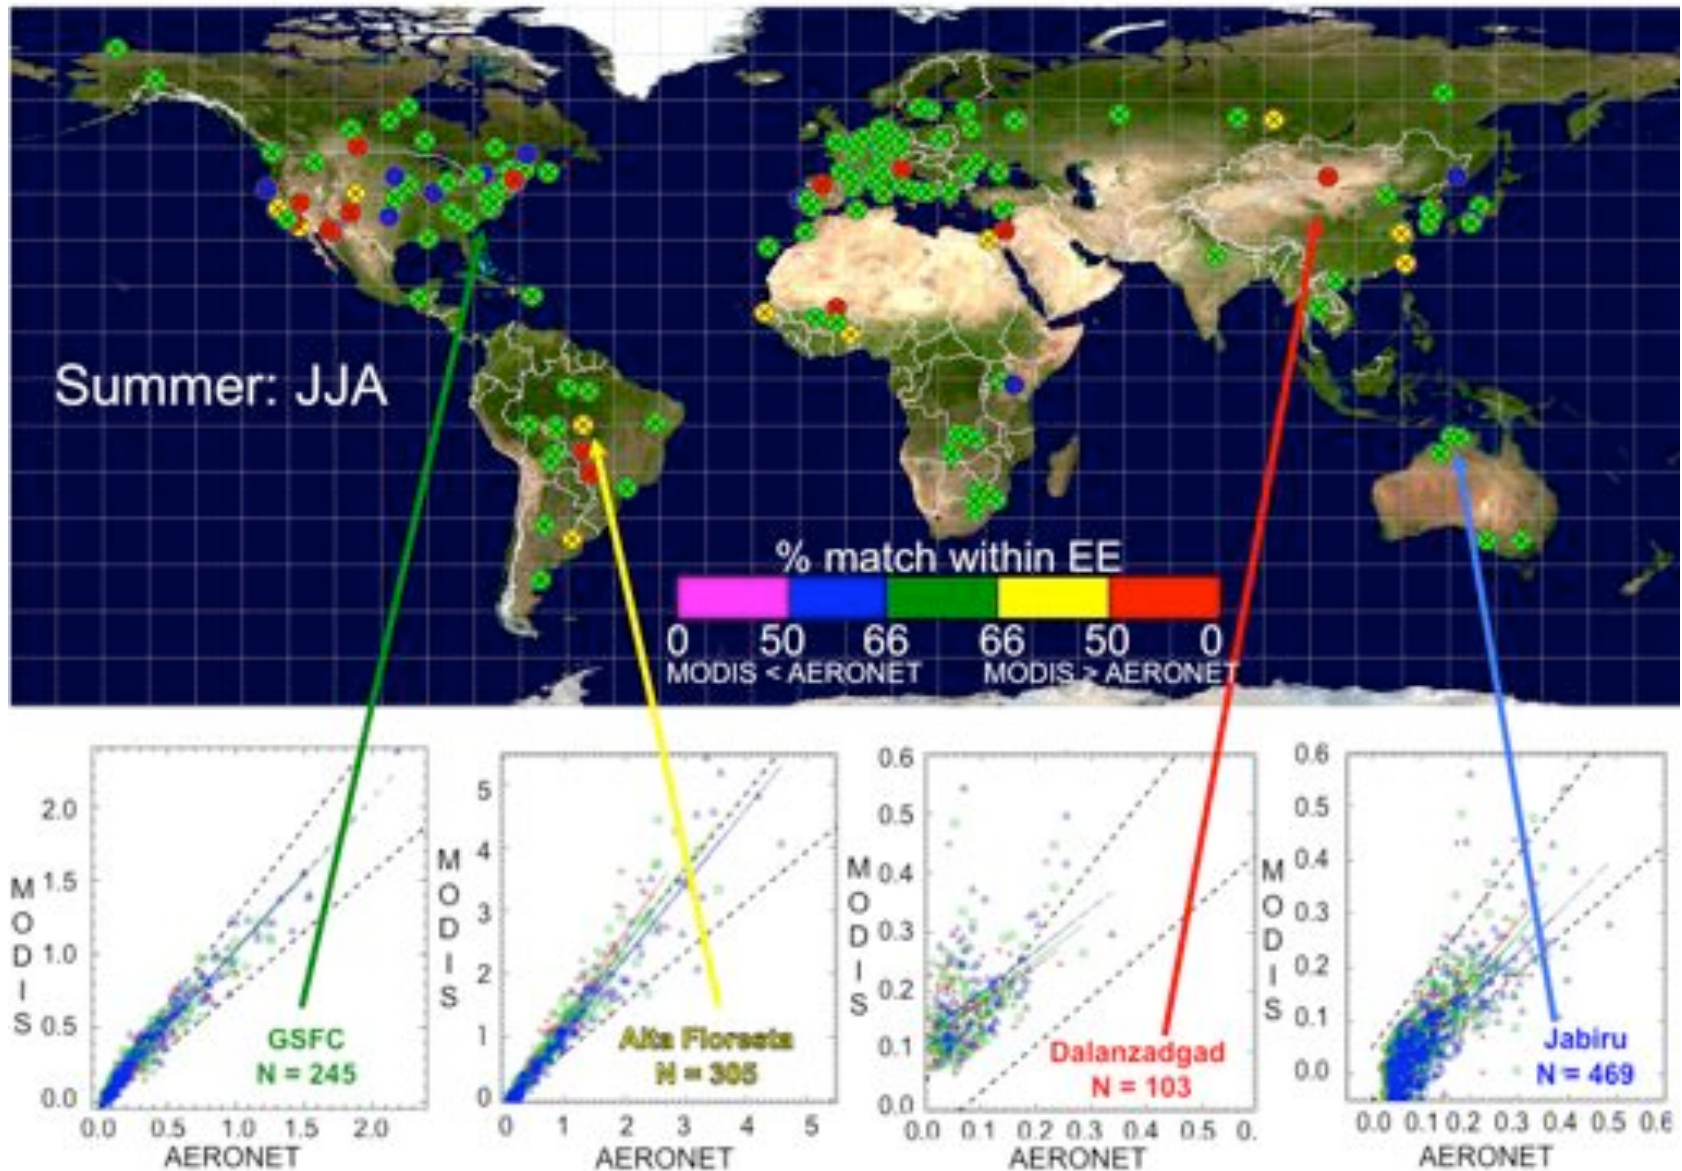 Summer: JJA
% match within EE
0 50 66 66 50 0
MODIS < AERONET MODIS > AERONET
2.0
1.5
1.0
0.5
0.0
MODIS
0.0 0.5 1.0 1.5 2.0
AERONET
GSFC
N = 245
5
4
3
2
1
0
MODIS
0 1 2 3 4 5
AERONET
Alta Floresta
N = 305
0.6
0.5
0.4
0.3
0.2
0.1
0.0
MODIS
0.0 0.1 0.2 0.3 0.4 0.5 0.
AERONET
Dalanzadgad
N = 103
0.6
0.5
0.4
0.3
0.2
0.1
0.0
MODIS
0.0 0.1 0.2 0.3 0.4 0.5 0.6
AERONET
Jabiru
N = 469